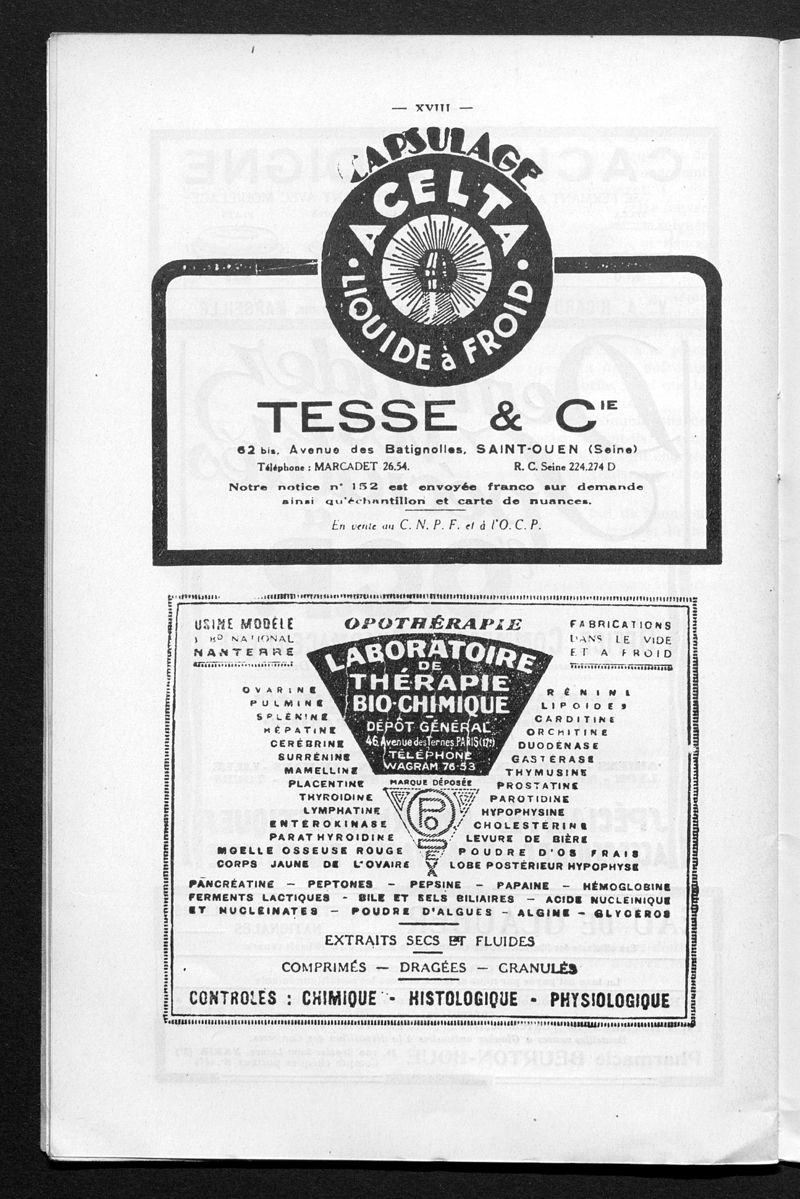 — XVIII —
CAPSULAGE
ACELTA
• LIQUIDE à FROID •
TESSE & CIE
62 bis, Avenue des Batignolles, SAINT-OUEN (Seine)
Téléphone : MARCADET 26.54. R. C. Seine 224.274 D
Notre notice n° 152 est envoyée franco sur demande
ainsi qu'échantillon et carte de nuances.
En vente au C. N. P. F. et à l'O. C. P.
USINE MODÈLE
NATIONAL
NANTERRE
OPOTHÉRAPIE
FABRICATIONS
DANS LE VIDE
ET A FROID
LABORATOIRE
DE
THÉRAPIE
BIO-CHIMIQUE
DÉPÔT GÉNÉRAL
46, Avenue des Ternes, PARIS (17e)
TÉLÉPHONE
WAGRAM 76-53
MARQUE DÉPOSÉE
OVARINE
PULMINE
SPLÉNINE
HÉPATINE
CÉRÉBRINE
SURRÉNINE
MAMELLINE
PLACENTINE
THYROIDINE
LYMPHATINE
ENTÉROKINASE
PARATHYROIDINE
MOELLE OSSEUSE ROUGE
CORPS JAUNE DE L'OVAIRE
RÉNINE
LIPOIDES
CARDITINE
ORCHITINE
DUODÉNASE
GASTÉRASE
THYMUSINE
PROSTATINE
PAROTIDINE
HYPOPHYSINE
CHOLESTÉRINE
LEVURE DE BIÈRE
POUDRE D'OS FRAIS
LOBE POSTÉRIEUR HYPOPHYSE
PANCRÉATINE — PEPTONES — PEPSINE — PAPAINE — HÉMOGLOBINE
FERMENTS LACTIQUES - BILE ET SELS BILIAIRES — ACIDE NUCLEINIQUE
ET NUCLÉINATES — POUDRE D'ALGUES - ALGINE - GLYCÉROS
EXTRAITS SECS ET FLUIDES
COMPRIMÉS — DRAGÉES — GRANULÉS
CONTROLES : CHIMIQUE - HISTOLOGIQUE - PHYSIOLOGIQUE